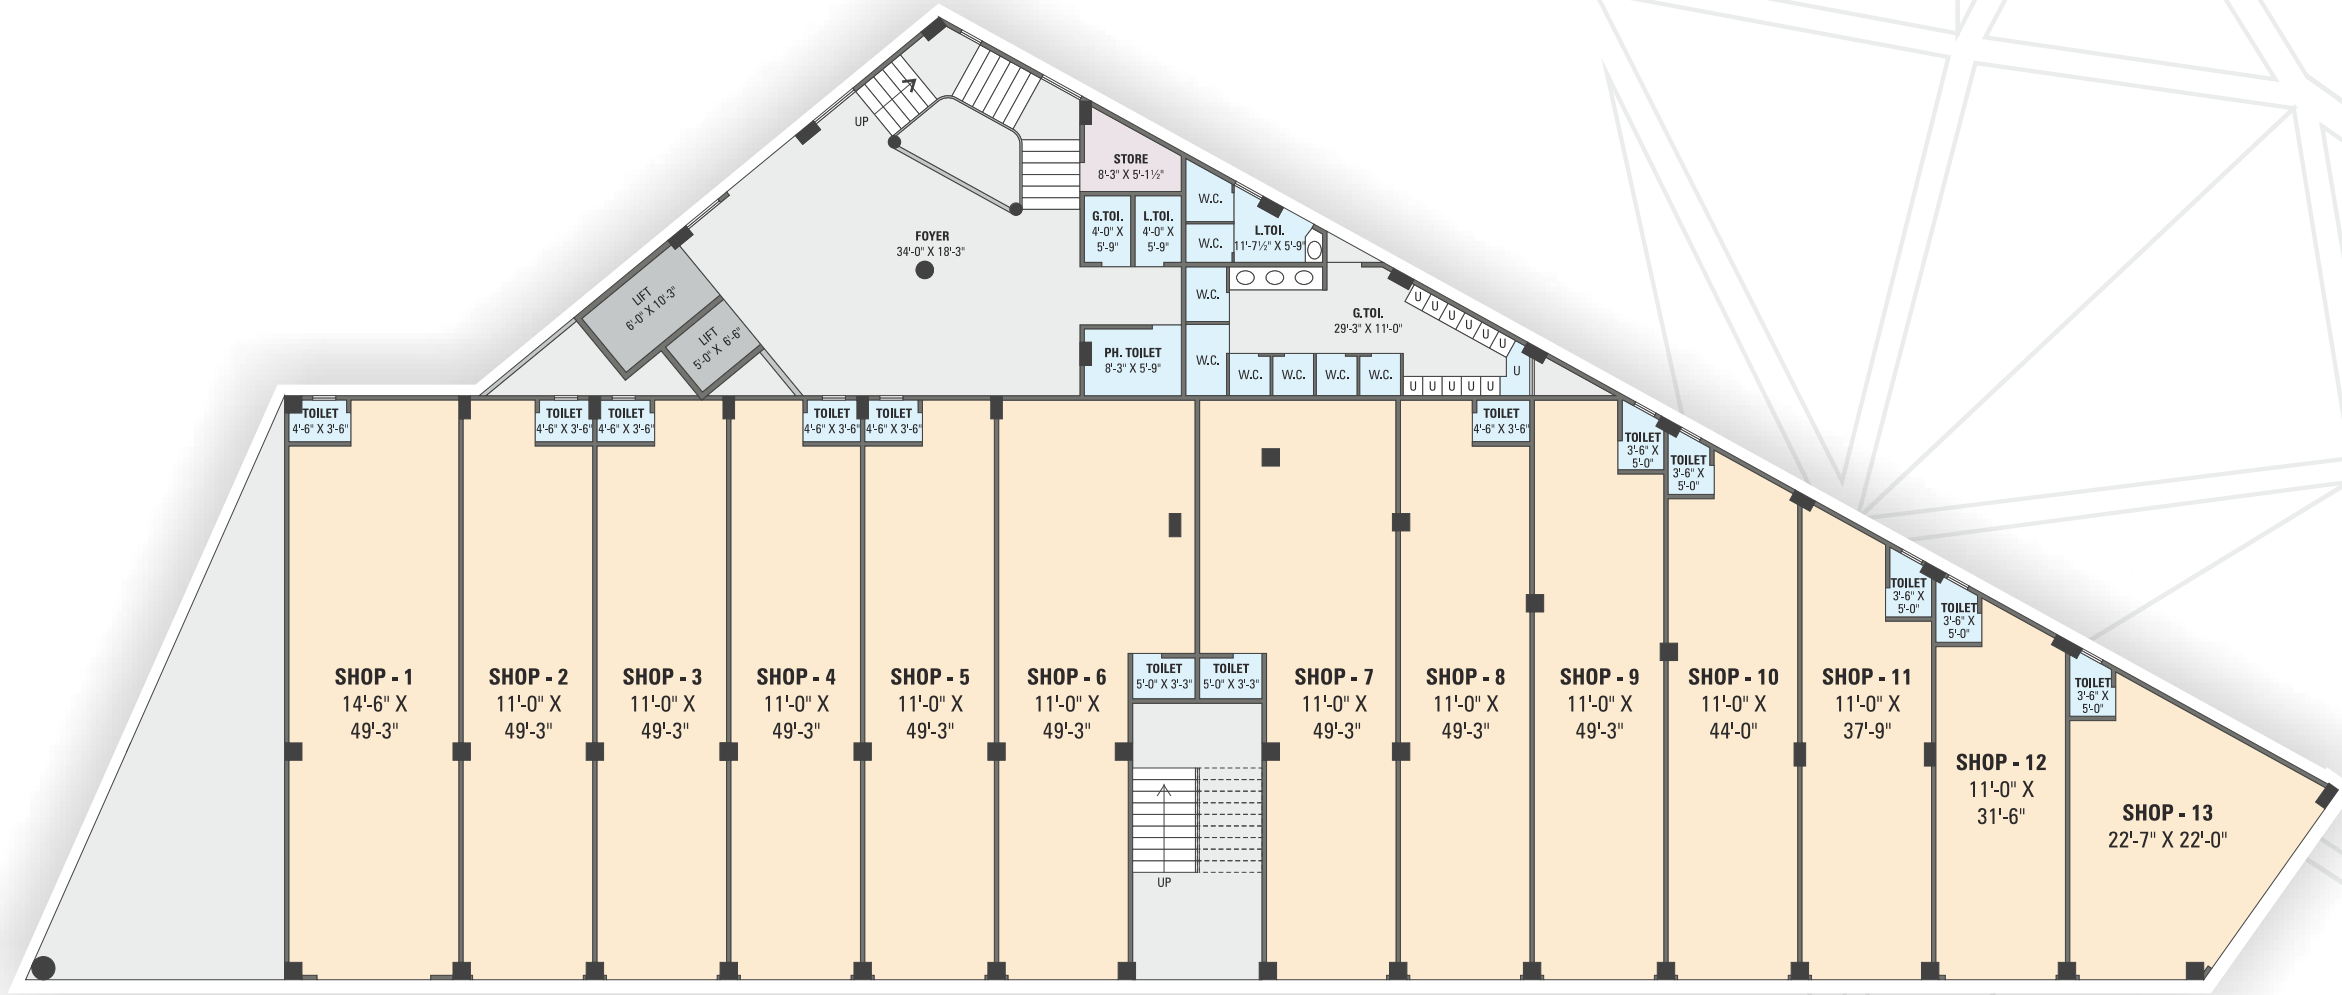 UP
STORE
8'-3" X 5'-1½"
G.TOI.
4'-0" X
5'-9"
L.TOI.
4'-0" X
5'-9"
W.C.
W.C.
L.TOI.
11'-7½" X 5'-9"
FOYER
34'-0" X 18'-3"
LIFT
6'-0" X 10'-3"
LIFT
5'-0" X 6'-6"
W.C.
W.C.
G.TOI.
29'-3" X 11'-0"
U
U
U
U
U
U
PH. TOILET
8'-3" X 5'-9"
W.C.
W.C.
W.C.
W.C.
U
U
U
U
U
U
TOILET
4'-6" X 3'-6"
TOILET
4'-6" X 3'-6"
TOILET
4'-6" X 3'-6"
TOILET
4'-6" X 3'-6"
TOILET
4'-6" X 3'-6"
TOILET
4'-6" X 3'-6"
TOILET
3'-6" X
5'-0"
TOILET
3'-6" X
5'-0"
TOILET
3'-6" X
5'-0"
TOILET
3'-6" X
5'-0"
TOILET
3'-6" X
5'-0"
TOILET
5'-0" X 3'-3"
TOILET
5'-0" X 3'-3"
SHOP - 1
14'-6" X
49'-3"
SHOP - 2
11'-0" X
49'-3"
SHOP - 3
11'-0" X
49'-3"
SHOP - 4
11'-0" X
49'-3"
SHOP - 5
11'-0" X
49'-3"
SHOP - 6
11'-0" X
49'-3"
SHOP - 7
11'-0" X
49'-3"
SHOP - 8
11'-0" X
49'-3"
SHOP - 9
11'-0" X
49'-3"
SHOP - 10
11'-0" X
44'-0"
SHOP - 11
11'-0" X
37'-9"
SHOP - 12
11'-0" X
31'-6"
SHOP - 13
22'-7" X 22'-0"
UP